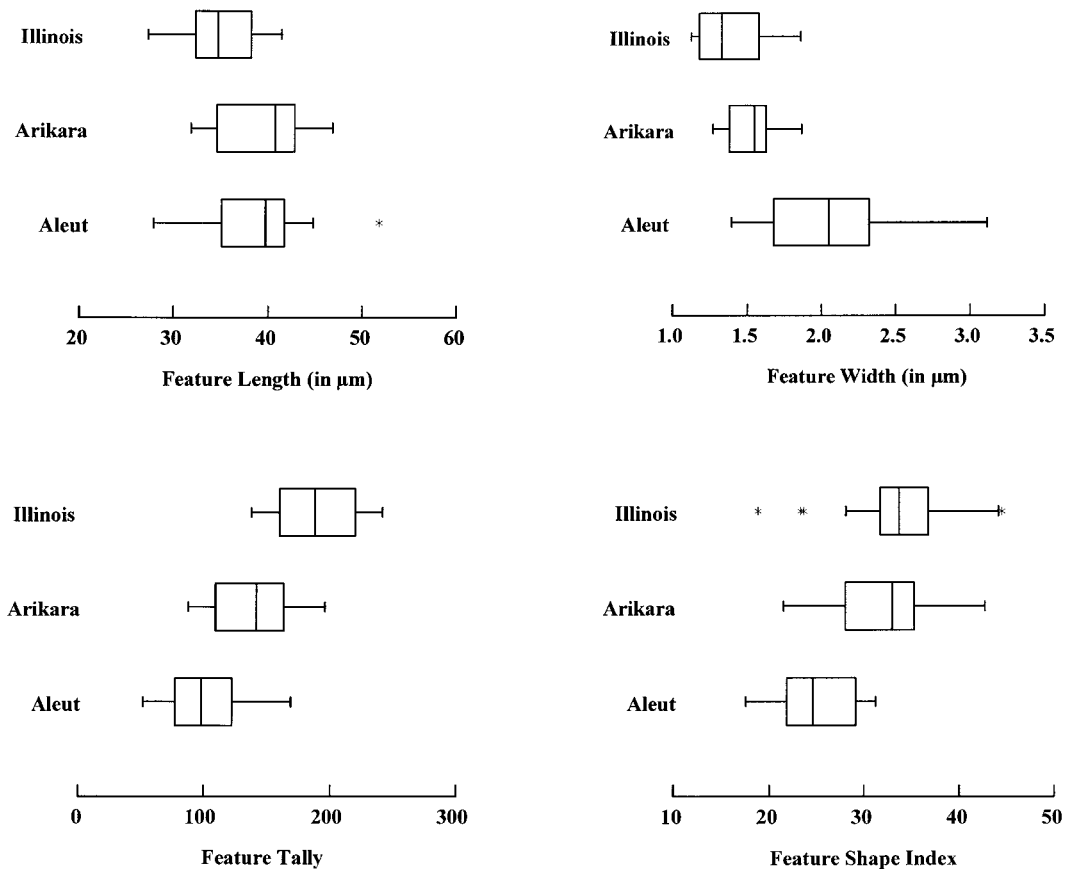 Illinois
Arikara
Aleut
20 30 40 50 60
Feature Length (in µm)
Illinois
Arikara
Aleut
1.0 1.5 2.0 2.5 3.0 3.5
Feature Width (in µm)
Illinois
Arikara
Aleut
0 100 200 300
Feature Tally
Illinois
Arikara
Aleut
10 20 30 40 50
Feature Shape Index